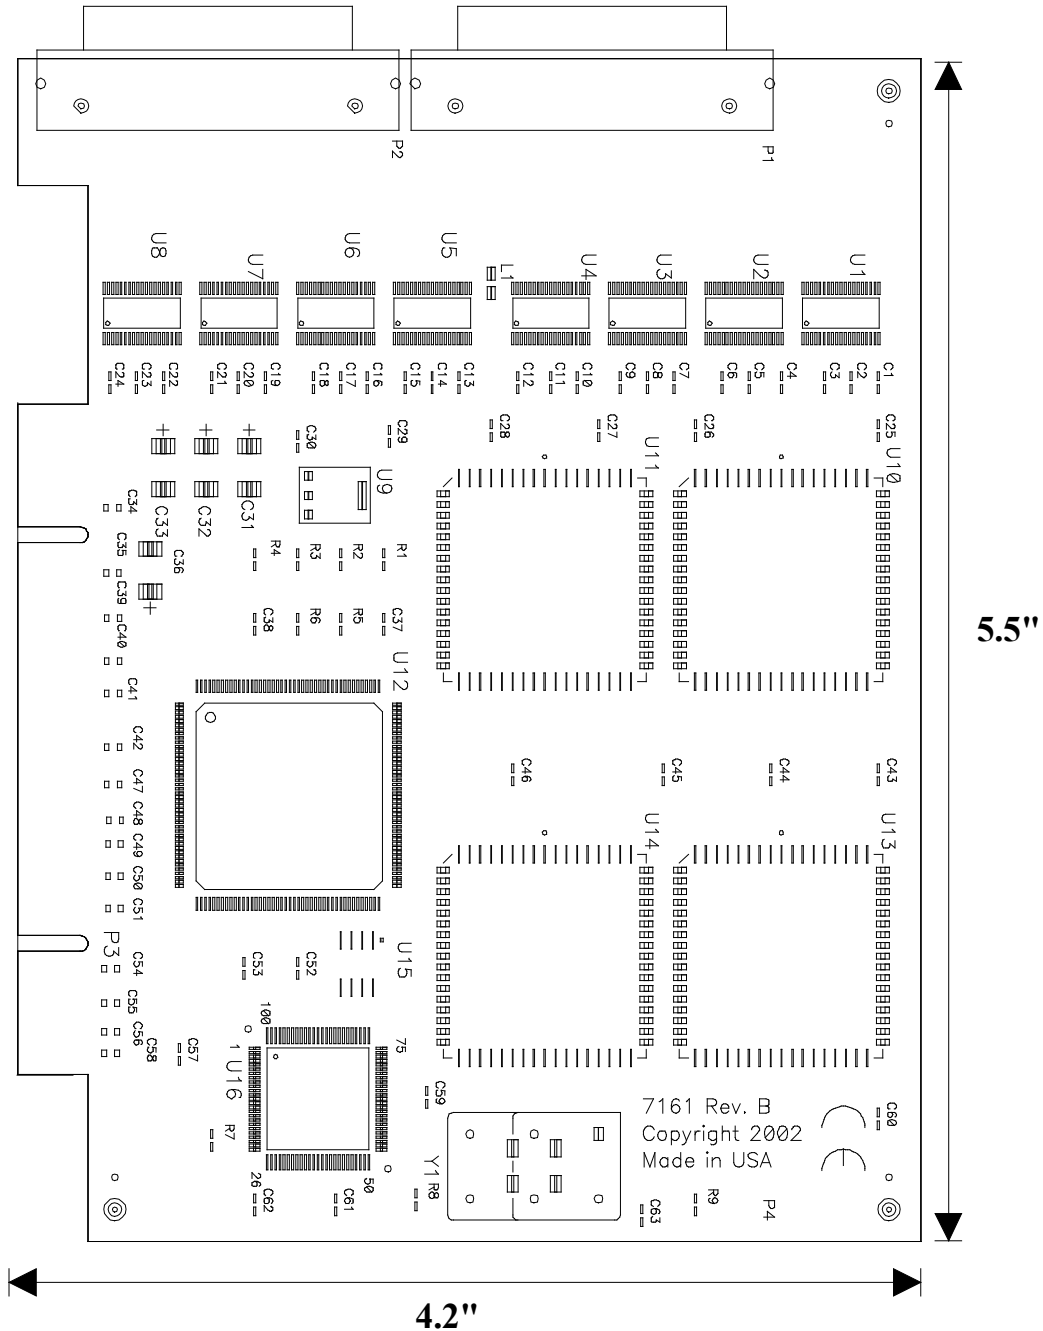 P2
P1
U8
U7
U6
U5
L1
U4
U3
U2
U1
C24
C23
C22
C21
C20
C19
C18
C17
C16
C15
C14
C13
C12
C11
C10
C9
C8
C7
C6
C5
C4
C3
C2
C1
+
+
+
C30
C29
C28
C27
C26
C25
U9
U11
U10
C34
C33
C32
C31
C35
C36
R4
R3
R2
R1
C39
+
C38
R6
R5
C37
C40
5.5"
C41
U12
C42
C46
C45
C44
C43
C47
C48
C49
C50
C51
U14
U13
P3
C54
C53
C52
U15
C55
100
C56
C58
C57
1
U16
75
C59
R7
26
C62
C61
50
Y1
R8
7161 Rev. B
Copyright 2002
Made in USA
C60
C63
R9
P4
4.2"